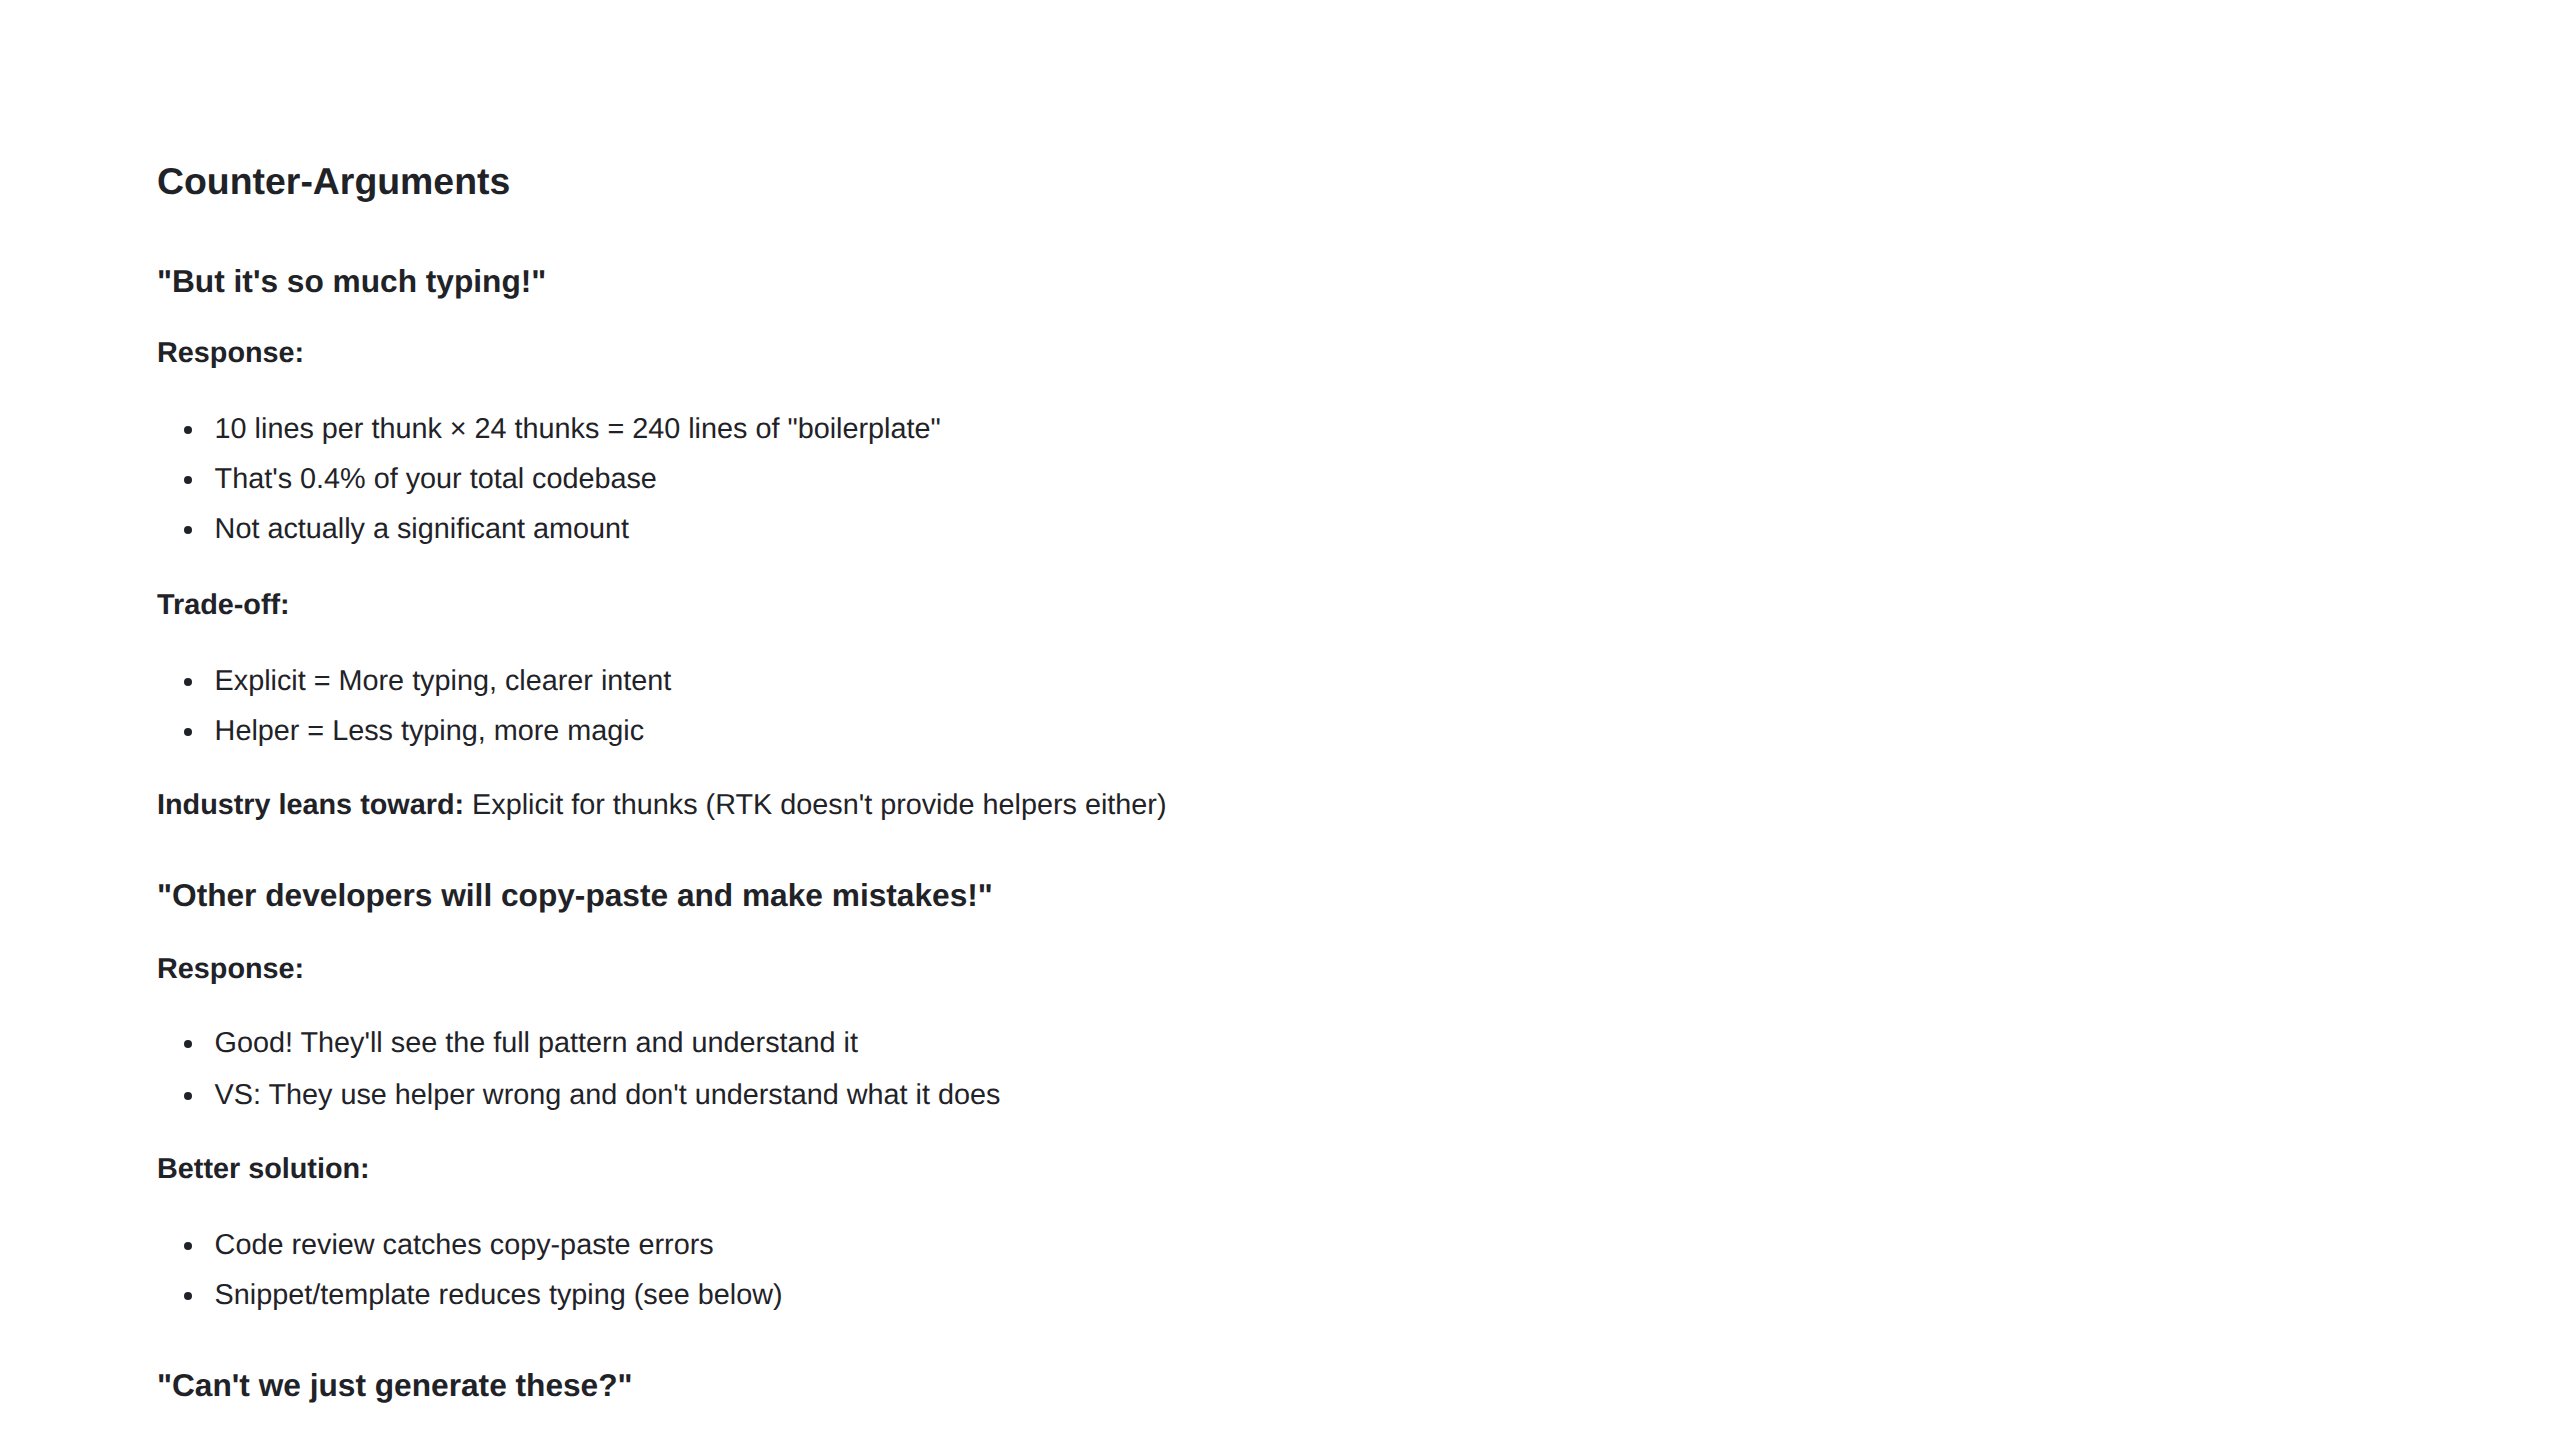 Counter-Arguments
"But it's so much typing!"
Response:
• 10 lines per thunk × 24 thunks = 240 lines of "boilerplate"
• That's 0.4% of your total codebase
• Not actually a significant amount
Trade-off:
• Explicit = More typing, clearer intent
• Helper = Less typing, more magic
Industry leans toward: Explicit for thunks (RTK doesn't provide helpers either)
"Other developers will copy-paste and make mistakes!"
Response:
• Good! They'll see the full pattern and understand it
• VS: They use helper wrong and don't understand what it does
Better solution:
• Code review catches copy-paste errors
• Snippet/template reduces typing (see below)
"Can't we just generate these?"